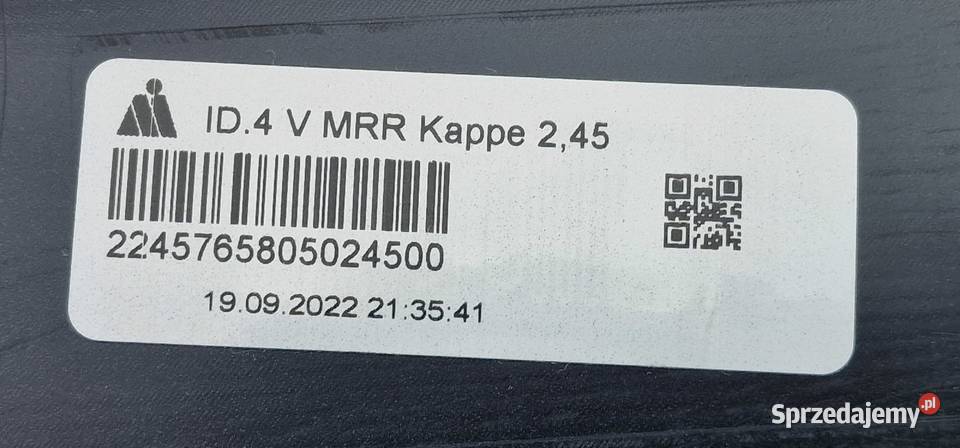 ID.4 V MRR Kappe 2,45
2245765805024500
19.09.2022 21:35:41
Sprzedajemy.pl